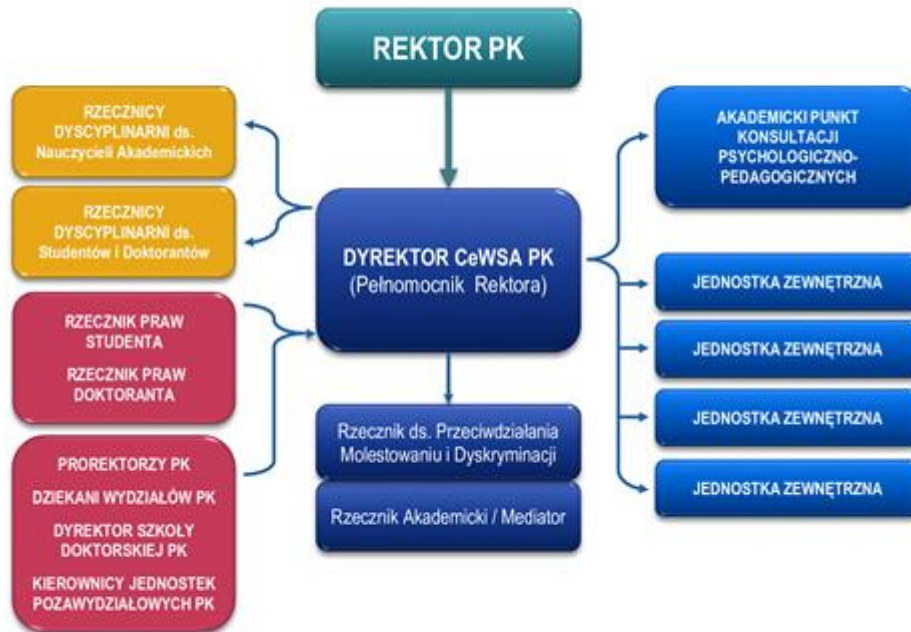 REKTOR PK
RZECZNICY
DYSCYPLINARNI ds.
Nauczycieli Akademickich
RZECZNICY
DYSCYPLINARNI ds.
Studentów i Doktorantów
RZECZNIK PRAW
STUDENTA
RZECZNIK PRAW
DOKTORANTA
PROREKTORZY PK
DZIEKANI WYDZIAŁÓW PK
DYREKTOR SZKOŁY
DOKTORSKIEJ PK
KIEROWNICY JEDNOSTEK
POZAWYDZIAŁOWYCH PK
DYREKTOR CeWSA PK
(Pełnomocnik Rektora)
Rzecznik ds. Przeciwdziałania
Molestowaniu i Dyskryminacji
Rzecznik Akademicki / Mediator
AKADEMICKI PUNKT
KONSULTACJI
PSYCHOLOGICZNO-
PEDAGOGICZNYCH
JEDNOSTKA ZEWNĘTRZNA
JEDNOSTKA ZEWNĘTRZNA
JEDNOSTKA ZEWNĘTRZNA
JEDNOSTKA ZEWNĘTRZNA